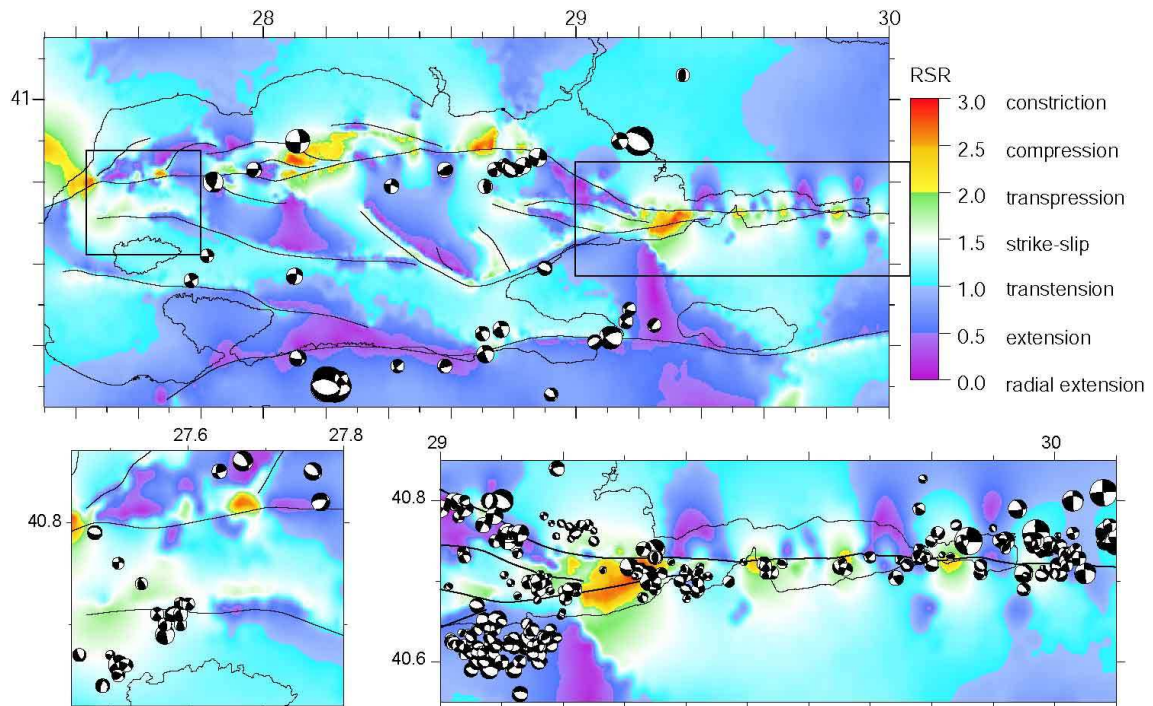 28 29 30
41
RSR
3.0 constriction
2.5 compression
2.0 transpression
1.5 strike-slip
1.0 transtension
0.5 extension
0.0 radial extension
27.6 27.8
40.8
29 30
40.8
40.6